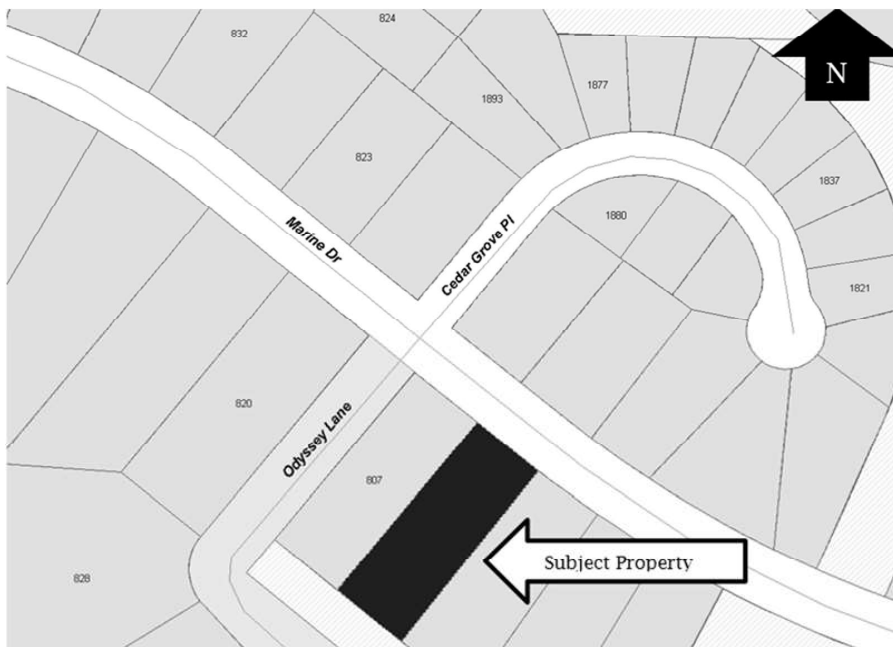 824
832
N
1877
1893
823
1837
1880
Marine Dr
Cedar Grove Pl
1821
820
Odyssey Lane
807
Subject Property
828